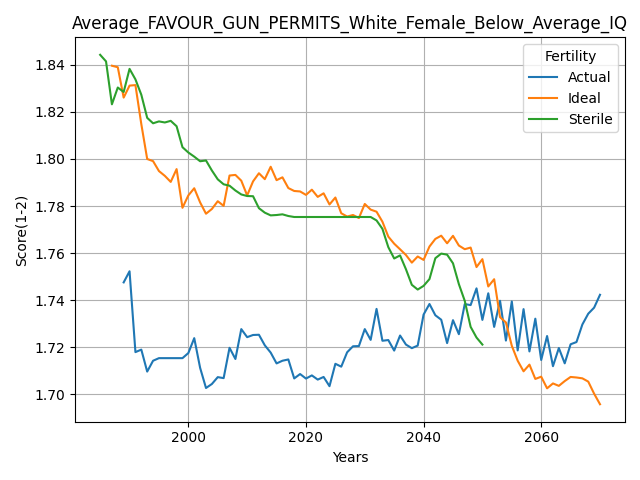 Average_FAVOUR_GUN_PERMITS_White_Female_Below_Average_IQ
Fertility
Actual
Ideal
Sterile
Score(1-2)
1.84
1.82
1.80
1.78
1.76
1.74
1.72
1.70
2000 2020 2040 2060
Years